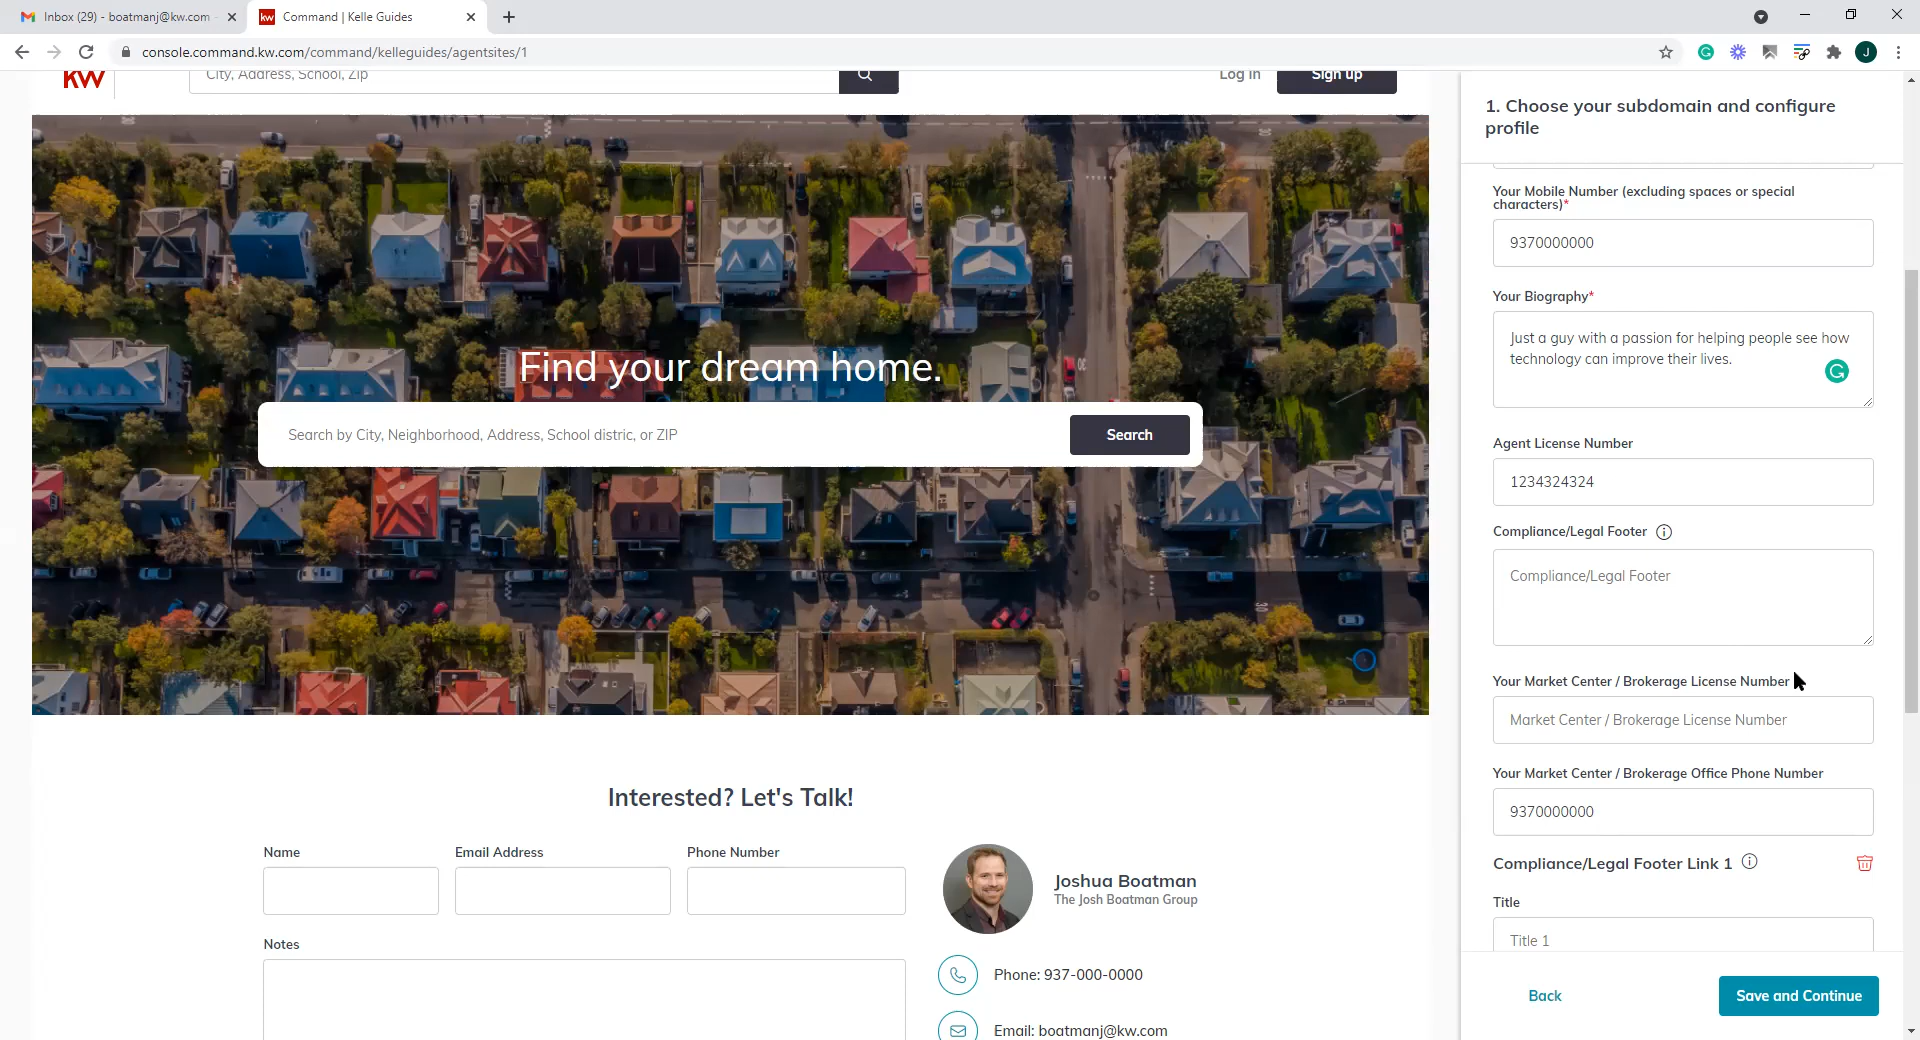 Inbox (29) - boatmanj@kw.com
Command | Kelle Guides
console.command.kw.com/command/kelleguides/agentsites/1
J
kw
City, Address, School, Zip
Log in
Sign up
Find your dream home.
Search by City, Neighborhood, Address, School distric, or ZIP
Search
Interested? Let's Talk!
Name
Email Address
Phone Number
Notes
Joshua Boatman
The Josh Boatman Group
Phone: 937-000-0000
Email: boatmanj@kw.com
1. Choose your subdomain and configure
profile
Your Mobile Number (excluding spaces or special
characters)*
9370000000
Your Biography*
Just a guy with a passion for helping people see how
technology can improve their lives.
Agent License Number
1234324324
Compliance/Legal Footer
Compliance/Legal Footer
Your Market Center / Brokerage License Number
Market Center / Brokerage License Number
Your Market Center / Brokerage Office Phone Number
9370000000
Compliance/Legal Footer Link 1
Title
Title 1
Back
Save and Continue